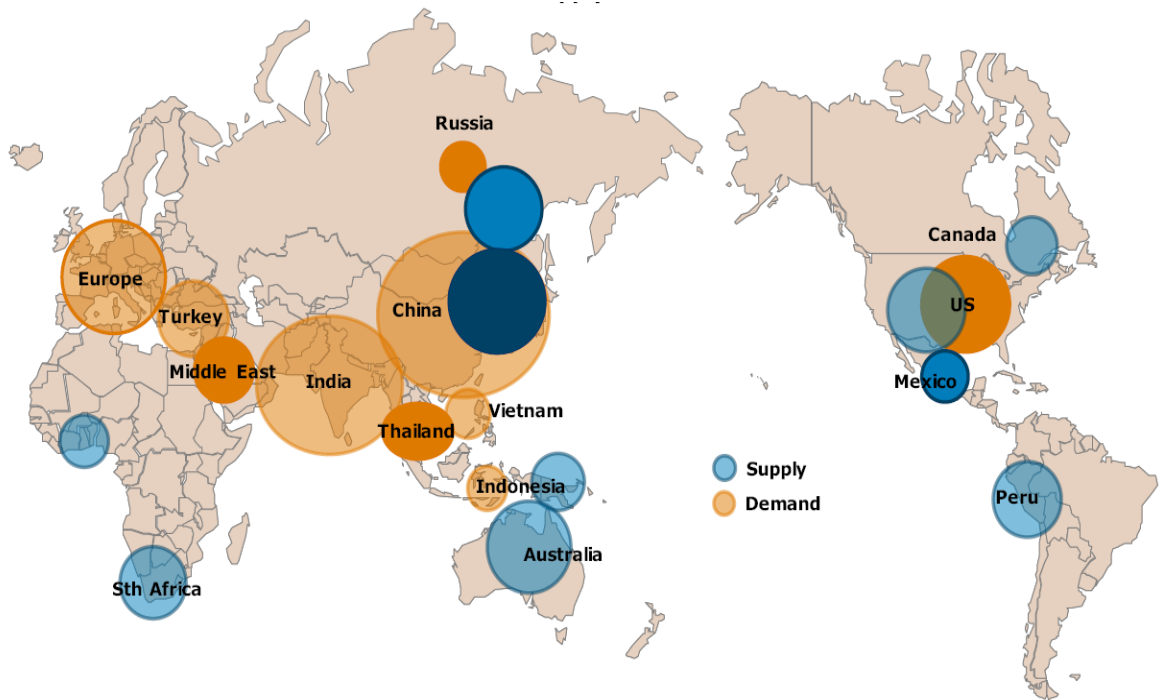 Russia
Canada
Europe
Turkey
China
US
Middle East
India
Mexico
Vietnam
Thailand
Supply
Indonesia
Peru
Demand
Australia
Sth Africa